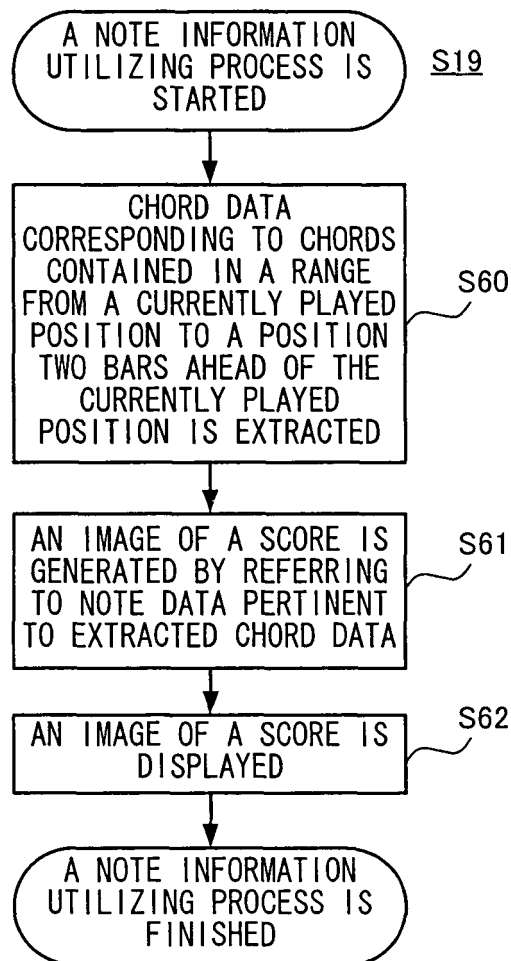 A NOTE INFORMATION
UTILIZING PROCESS IS
STARTED
S19
CHORD DATA
CORRESPONDING TO CHORDS
CONTAINED IN A RANGE
FROM A CURRENTLY PLAYED
POSITION TO A POSITION
TWO BARS AHEAD OF THE
CURRENTLY PLAYED
POSITION IS EXTRACTED
S60
AN IMAGE OF A SCORE IS
GENERATED BY REFERRING
TO NOTE DATA PERTINENT
TO EXTRACTED CHORD DATA
S61
AN IMAGE OF A SCORE IS
DISPLAYED
S62
A NOTE INFORMATION
UTILIZING PROCESS IS
FINISHED